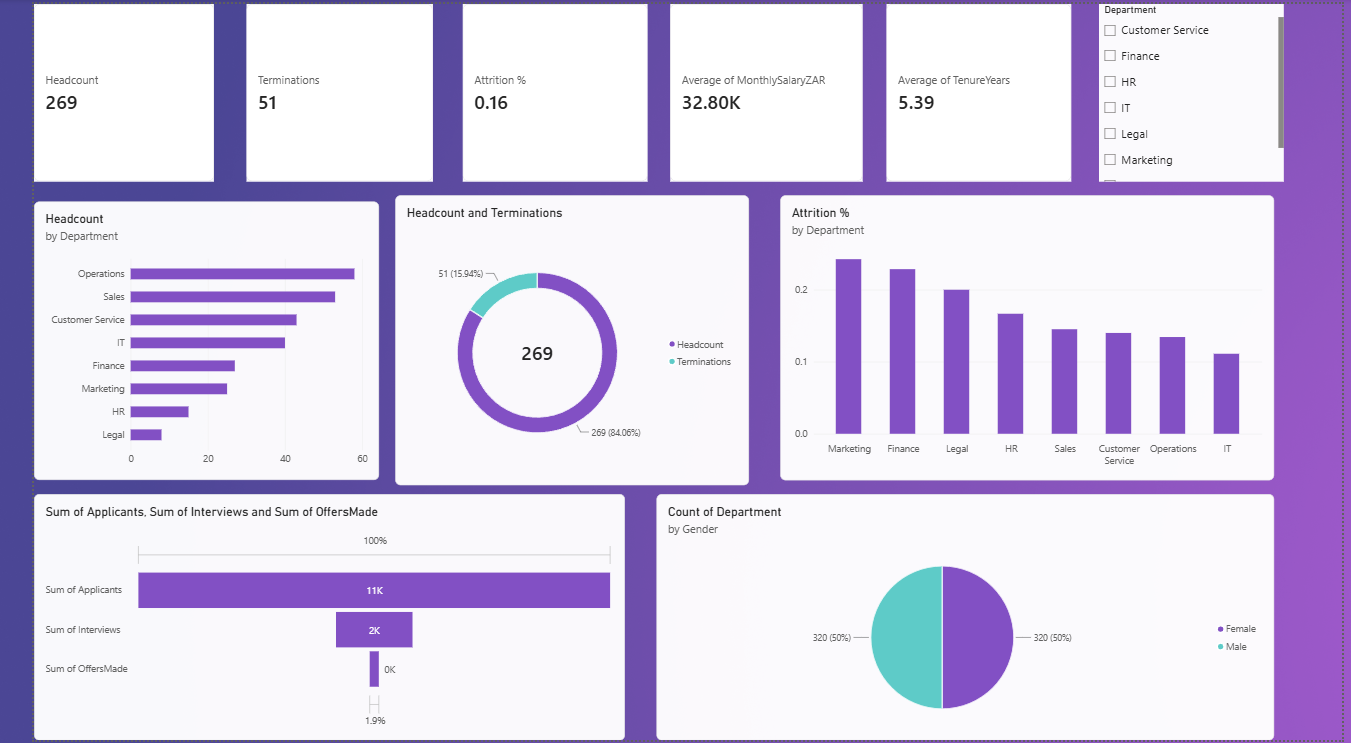 Headcount
269
Terminations
51
Attrition %
0.16
Average of MonthlySalaryZAR
32.80K
Average of TenureYears
5.39
Department
Customer Service
Finance
HR
IT
Legal
Marketing
Headcount
by Department
Operations
Sales
Customer Service
IT
Finance
Marketing
HR
Legal
0 20 40 60
Headcount and Terminations
51 (15.94%)
269
269 (84.06%)
Headcount
Terminations
Attrition %
by Department
0.2
0.1
0.0
Marketing Finance Legal HR Sales Customer Operations IT
Service
Sum of Applicants, Sum of Interviews and Sum of OffersMade
100%
Sum of Applicants 11K
Sum of Interviews 2K
Sum of OffersMade 0K
1.9%
Count of Department
by Gender
320 (50%)
320 (50%)
Female
Male